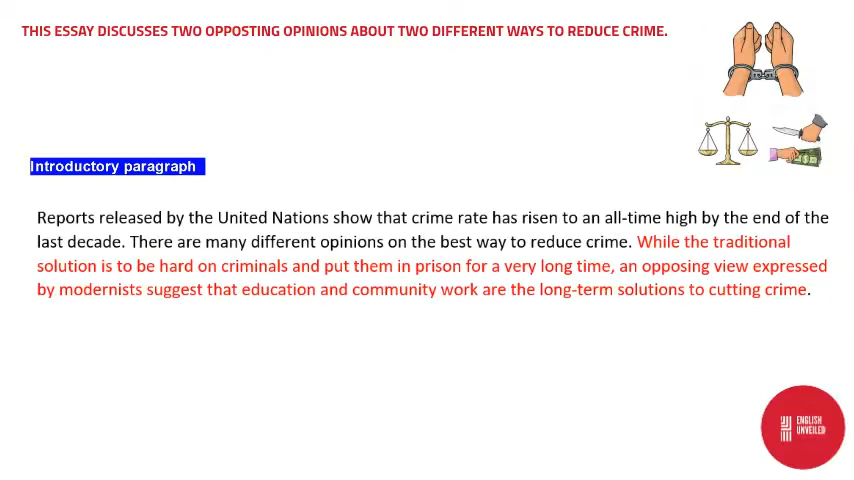 THIS ESSAY DISCUSSES TWO OPPOSTING OPINIONS ABOUT TWO DIFFERENT WAYS TO REDUCE CRIME.
Introductory paragraph
Reports released by the United Nations show that crime rate has risen to an all-time high by the end of the
last decade. There are many different opinions on the best way to reduce crime. While the traditional
solution is to be hard on criminals and put them in prison for a very long time, an opposing view expressed
by modernists suggest that education and community work are the long-term solutions to cutting crime.
ENGLISH
UNVEILED